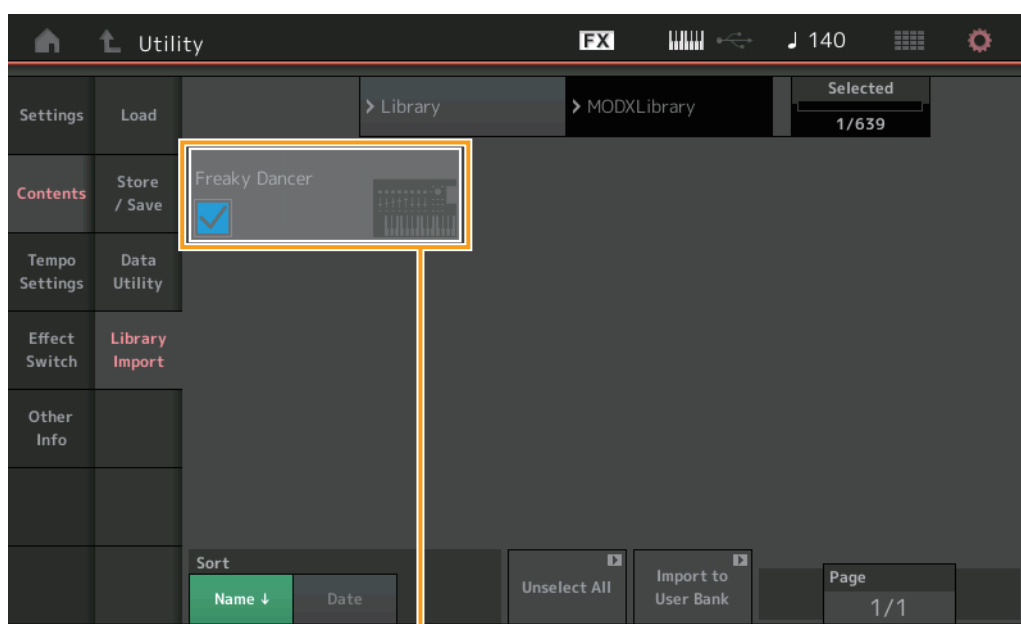 Utility
FX
♩ 140
Settings
Load
> Library
> MODXLibrary
Selected
1/639
Contents
Store
/ Save
Freaky Dancer
Tempo
Settings
Data
Utility
Effect
Switch
Library
Import
Other
Info
Sort
Name ↓
Date
Unselect All
Import to
User Bank
Page
1/1